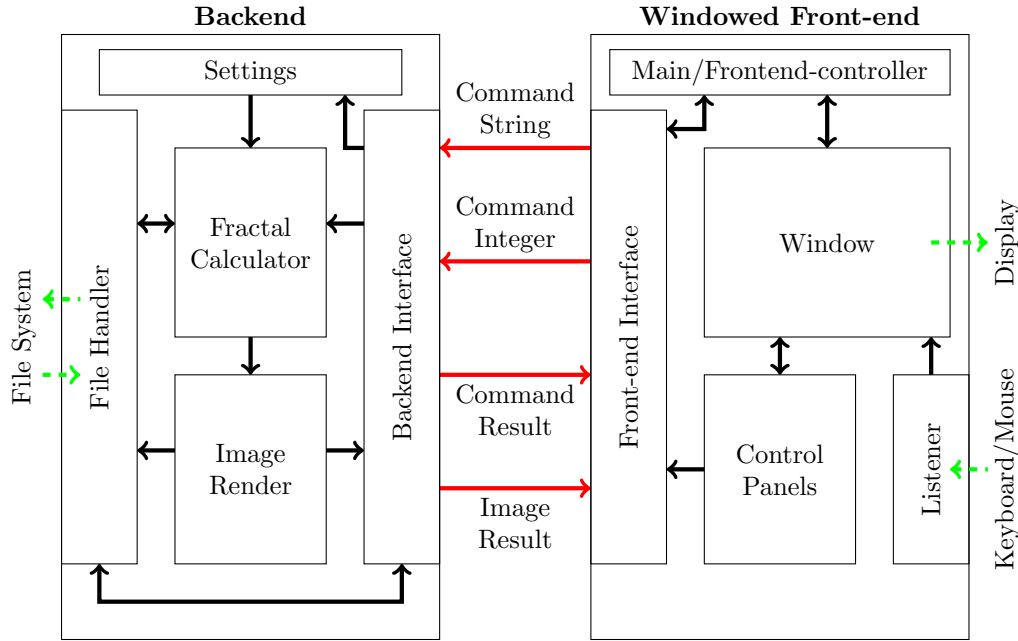 Backend
Windowed Front-end
Settings
Fractal
Calculator
Image
Render
File System
File Handler
Backend Interface
Command
String
Command
Integer
Command
Result
Image
Result
Front-end Interface
Main/Frontend-controller
Window
Control
Panels
Listener
Display
Keyboard/Mouse